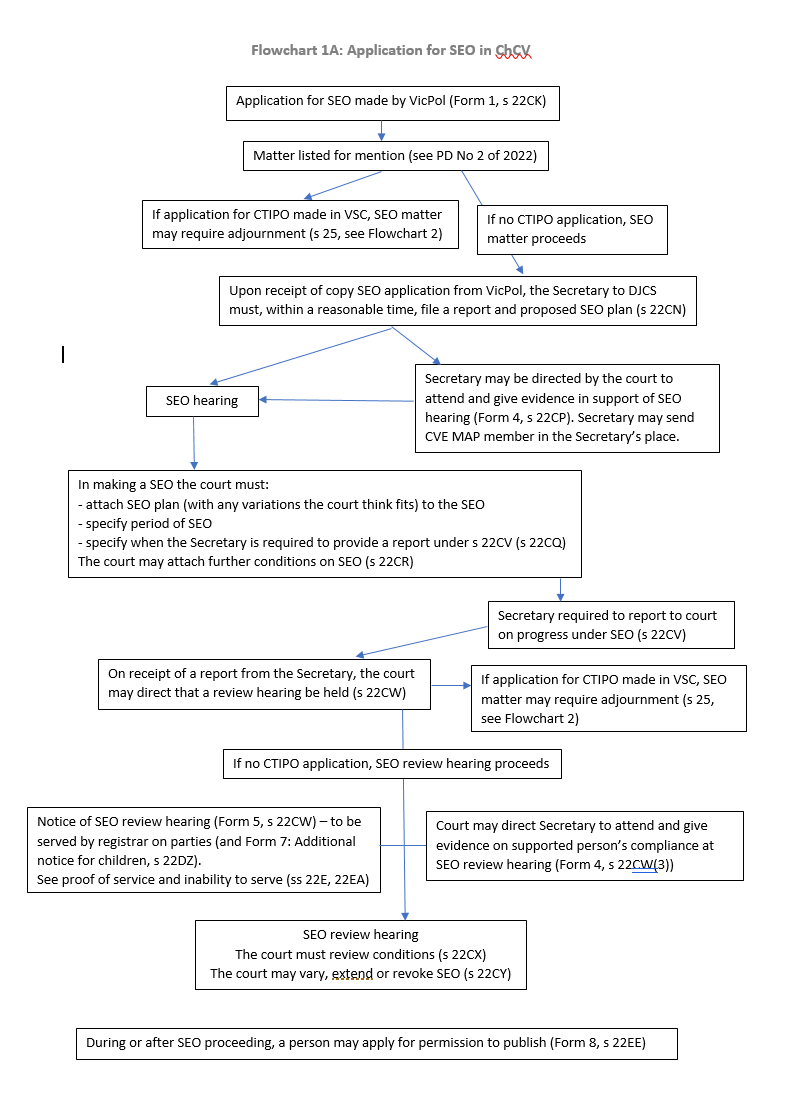 Flowchart 1A: Application for SEO in ChCV
Application for SEO made by VicPol (Form 1, s 22CK)
Matter listed for mention (see PD No 2 of 2022)
If application for CTIPO made in VSC, SEO matter
may require adjournment (s 25, see Flowchart 2)
If no CTIPO application, SEO
matter proceeds
Upon receipt of copy SEO application from VicPol, the Secretary to DJCS
must, within a reasonable time, file a report and proposed SEO plan (s 22CN)
SEO hearing
Secretary may be directed by the court to
attend and give evidence in support of SEO
hearing (Form 4, s 22CP). Secretary may send
CVE MAP member in the Secretary's place.
In making a SEO the court must:
- attach SEO plan (with any variations the court think fits) to the SEO
- specify period of SEO
- specify when the Secretary is required to provide a report under s 22CV (s 22CQ)
The court may attach further conditions on SEO (s 22CR)
Secretary required to report to court
on progress under SEO (s 22CV)
On receipt of a report from the Secretary, the court
may direct that a review hearing be held (s 22CW)
If application for CTIPO made in VSC, SEO
matter may require adjournment (s 25,
see Flowchart 2)
If no CTIPO application, SEO review hearing proceeds
Notice of SEO review hearing (Form 5, s 22CW) – to be
served by registrar on parties (and Form 7: Additional
notice for children, s 22DZ).
See proof of service and inability to serve (ss 22E, 22EA)
Court may direct Secretary to attend and give
evidence on supported person's compliance at
SEO review hearing (Form 4, s 22CW(3))
SEO review hearing
The court must review conditions (s 22CX)
The court may vary, extend or revoke SEO (s 22CY)
During or after SEO proceeding, a person may apply for permission to publish (Form 8, s 22EE)